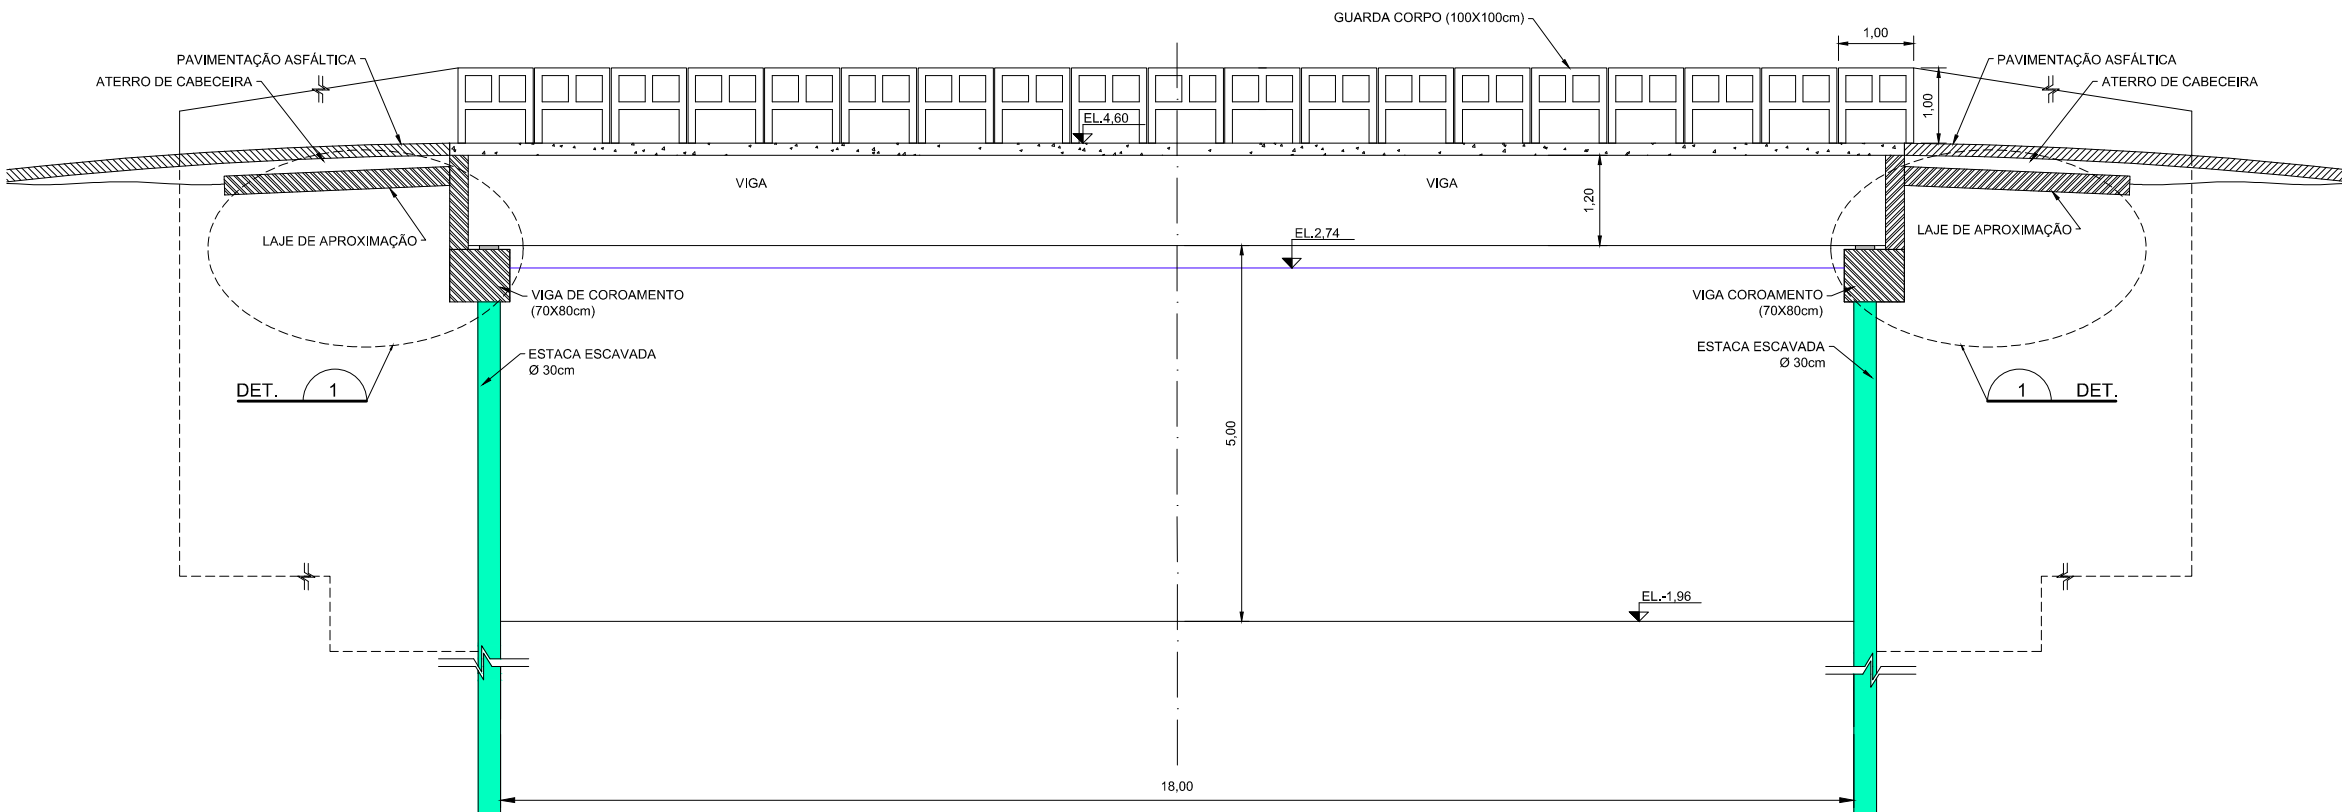 GUARDA CORPO (100X100cm)
1,00
PAVIMENTAÇÃO ASFÁLTICA
ATERRO DE CABECEIRA
PAVIMENTAÇÃO ASFÁLTICA
ATERRO DE CABECEIRA
1,00
EL.4,60
VIGA
VIGA
1,20
LAJE DE APROXIMAÇÃO
EL.2,74
LAJE DE APROXIMAÇÃO
VIGA DE COROAMENTO
(70X80cm)
VIGA COROAMENTO
(70X80cm)
ESTACA ESCAVADA
Ø 30cm
ESTACA ESCAVADA
Ø 30cm
DET. 1
1 DET.
5,00
EL.-1,96
18,00